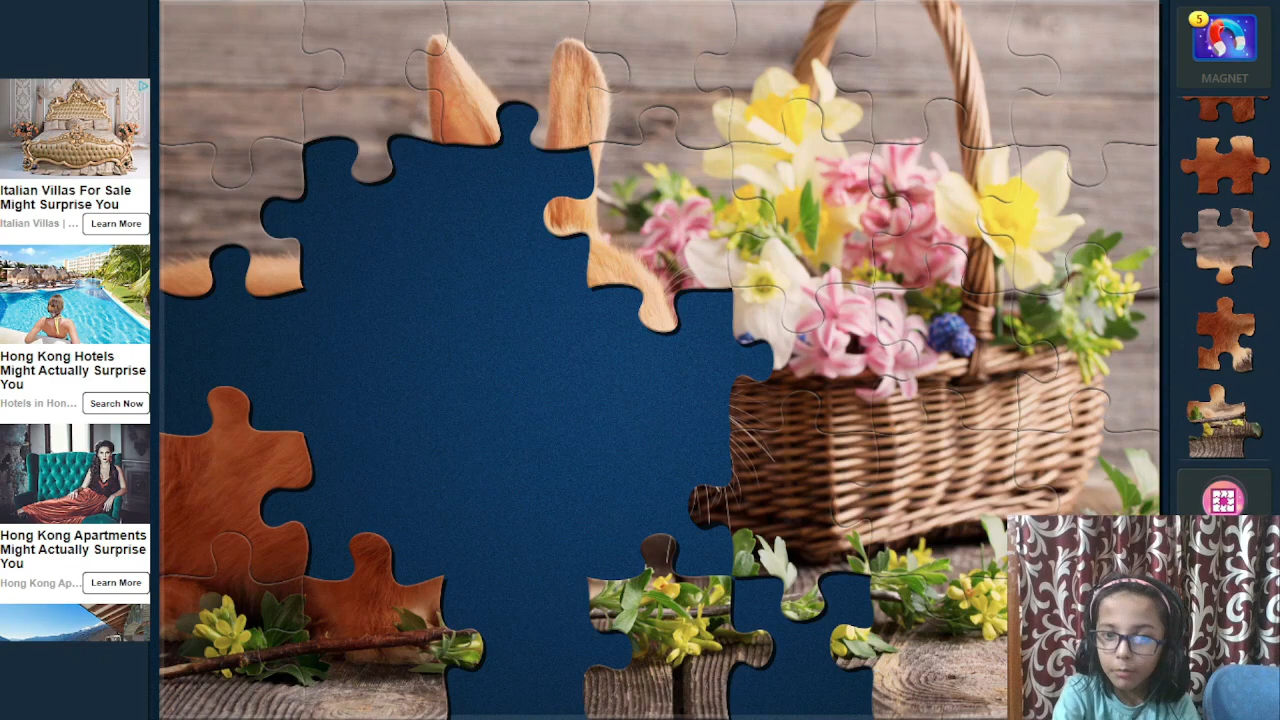 Italian Villas For Sale
Might Surprise You
Italian Villas | ...
Learn More
Hong Kong Hotels
Might Actually Surprise
You
Hotels in Hon...
Search Now
Hong Kong Apartments
Might Actually Surprise
You
Hong Kong Ap...
Learn More
5
MAGNET